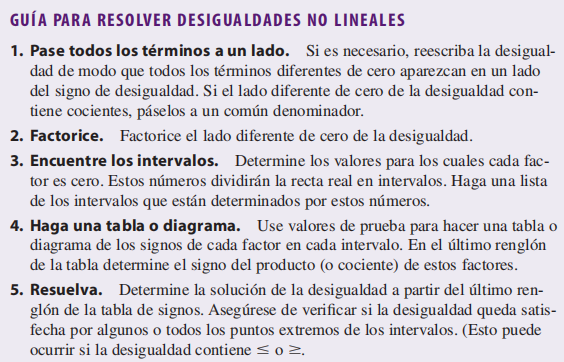 GUÍA PARA RESOLVER DESIGUALDADES NO LINEALES
1. Pase todos los términos a un lado. Si es necesario, reescriba la desigual-
dad de modo que todos los términos diferentes de cero aparezcan en un lado
del signo de desigualdad. Si el lado diferente de cero de la desigualdad con-
tiene cocientes, páselos a un común denominador.
2. Factorice. Factorice el lado diferente de cero de la desigualdad.
3. Encuentre los intervalos. Determine los valores para los cuales cada fac-
tor es cero. Estos números dividirán la recta real en intervalos. Haga una lista
de los intervalos que están determinados por estos números.
4. Haga una tabla o diagrama. Use valores de prueba para hacer una tabla o
diagrama de los signos de cada factor en cada intervalo. En el último renglón
de la tabla determine el signo del producto (o cociente) de estos factores.
5. Resuelva. Determine la solución de la desigualdad a partir del último ren-
glón de la tabla de signos. Asegúrese de verificar si la desigualdad queda satis-
fecha por algunos o todos los puntos extremos de los intervalos. (Esto puede
ocurrir si la desigualdad contiene ≤ o ≥.